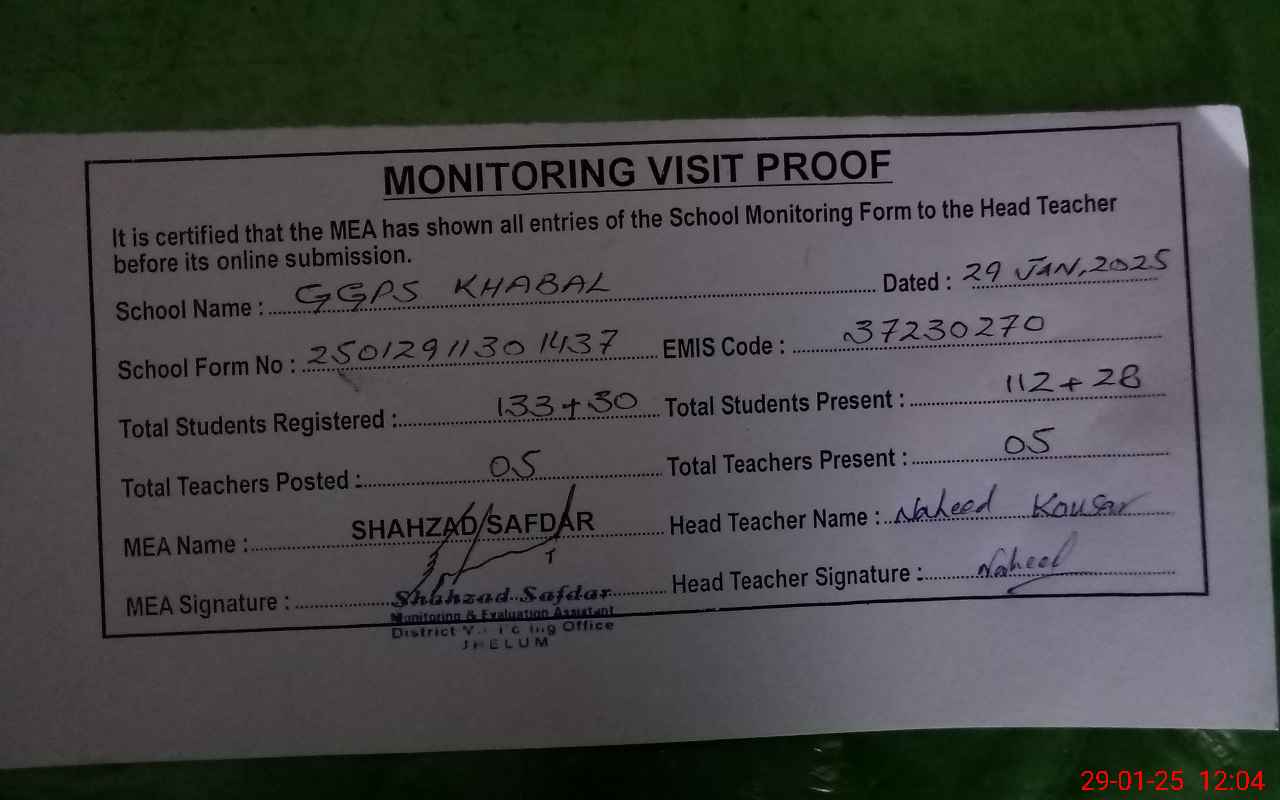 MONITORING VISIT PROOF
It is certified that the MEA has shown all entries of the School Monitoring Form to the Head Teacher
before its online submission.
School Name : GGPS KHABAL Dated : 29 JAN, 2025
School Form No : 2501291130 1437 EMIS Code : 37230270
Total Students Registered : 133+30 Total Students Present : 112+28
Total Teachers Posted : 05 Total Teachers Present : 05
MEA Name : SHAHZAD SAFDAR Head Teacher Name : Naheed Kousar
MEA Signature : Shahzad Safdar Head Teacher Signature : Naheed
Monitoring & Evaluation Assistant
District Office
JHELUM
29-01-25 12:04